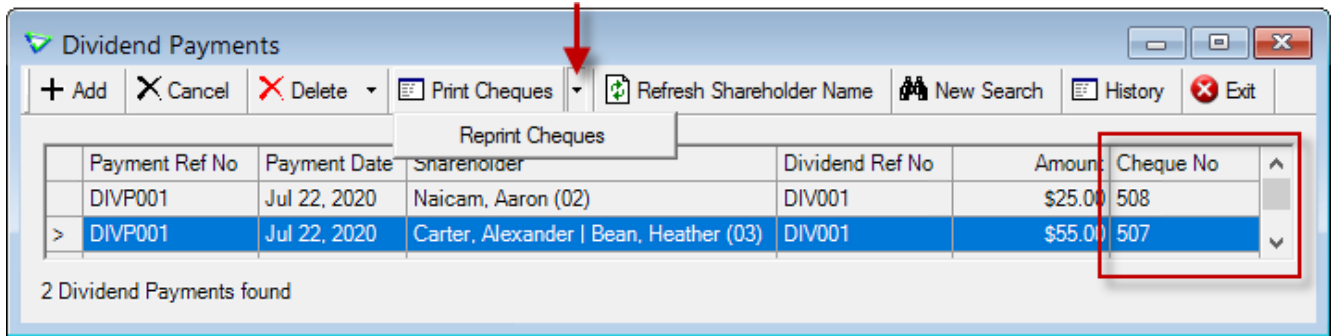 Dividend Payments
Add Cancel Delete Print Cheques Refresh Shareholder Name New Search History Exit
Reprint Cheques
Payment Ref No Payment Date Shareholder Dividend Ref No Amount Cheque No
DIVP001 Jul 22, 2020 Naicam, Aaron (02) DIV001 $25.00 508
> DIVP001 Jul 22, 2020 Carter, Alexander | Bean, Heather (03) DIV001 $55.00 507
2 Dividend Payments found